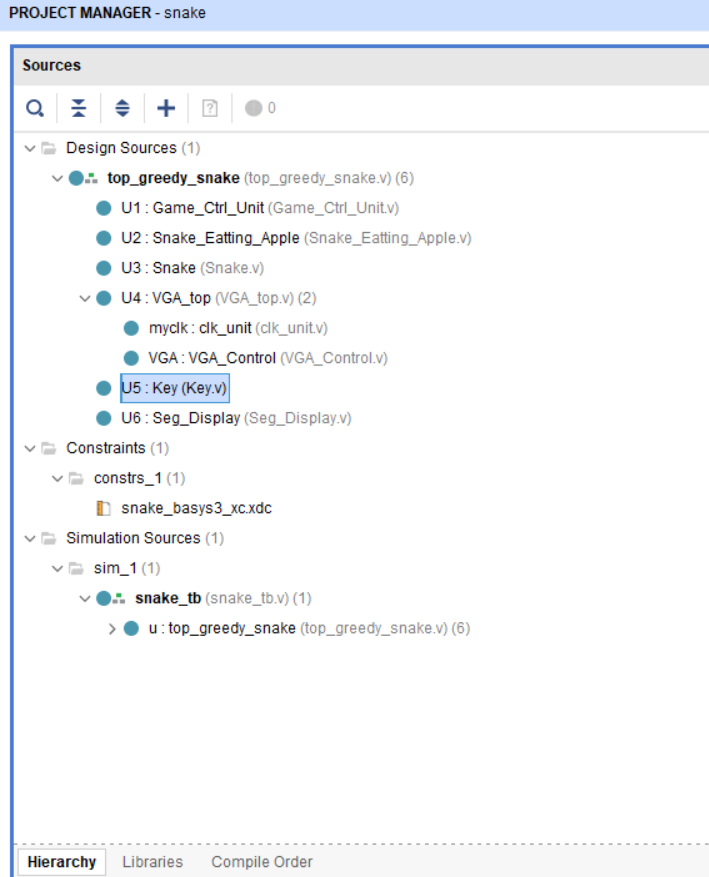 PROJECT MANAGER - snake
Sources
0
Design Sources (1)
top_greedy_snake (top_greedy_snake.v) (6)
U1 : Game_Ctrl_Unit (Game_Ctrl_Unit.v)
U2 : Snake_Eatting_Apple (Snake_Eatting_Apple.v)
U3 : Snake (Snake.v)
U4 : VGA_top (VGA_top.v) (2)
myclk : clk_unit (clk_unit.v)
VGA : VGA_Control (VGA_Control.v)
U5 : Key (Key.v)
U6 : Seg_Display (Seg_Display.v)
Constraints (1)
constrs_1 (1)
snake_basys3_xc.xdc
Simulation Sources (1)
sim_1 (1)
snake_tb (snake_tb.v) (1)
u : top_greedy_snake (top_greedy_snake.v) (6)
Hierarchy Libraries Compile Order